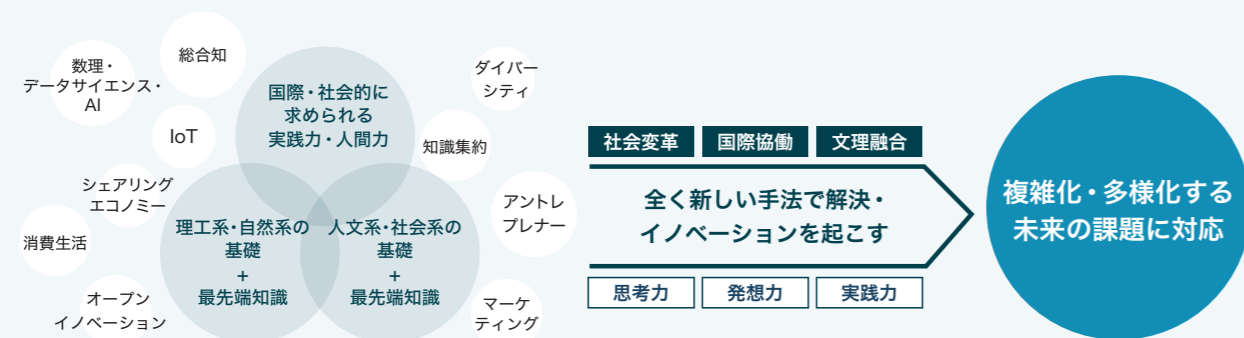 数理・
データサイエンス・
AI
総合知
IoT
シェアリング
エコノミー
消費生活
オープン
イノベーション
国際・社会的に
求められる
実践力・人間力
理工系・自然系の
基礎
+
最先端知識
人文系・社会系の
基礎
+
最先端知識
ダイバー
シティ
知識集約
アントレ
プレナー
マーケ
ティング
社会変革
国際協働
文理融合
全く新しい手法で解決・
イノベーションを起こす
思考力
発想力
実践力
複雑化・多様化する
未来の課題に対応